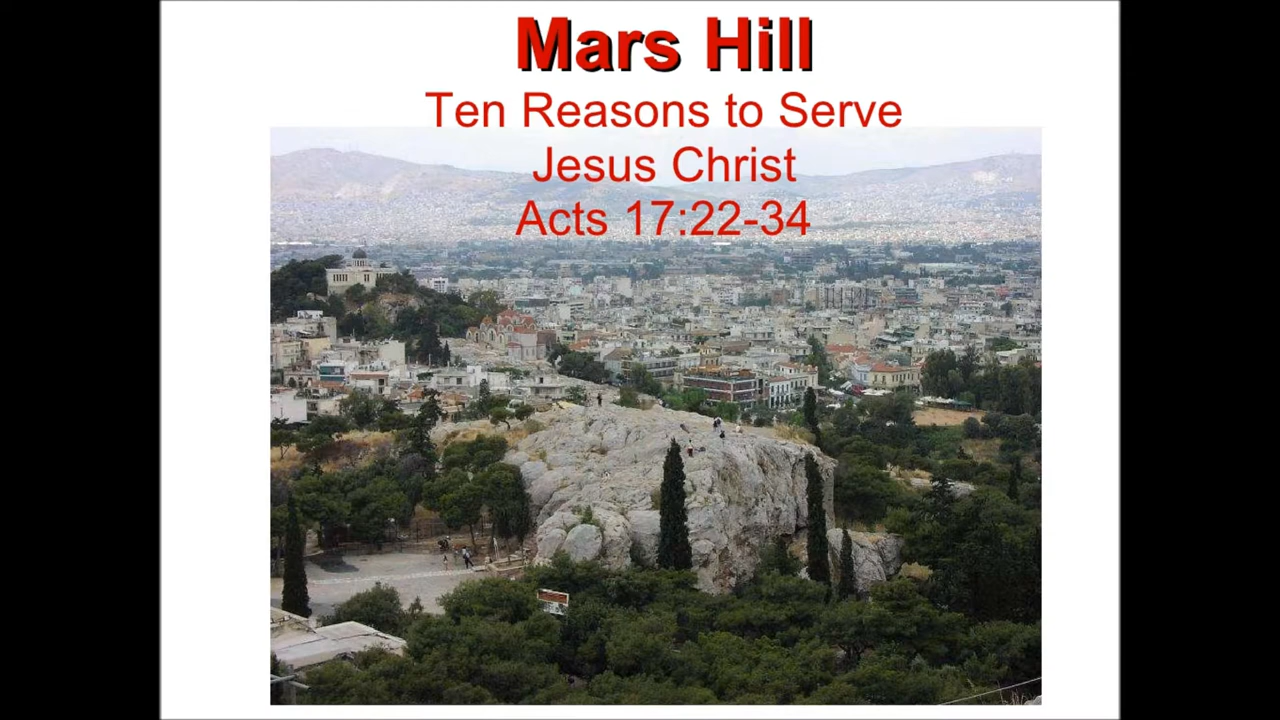 Mars Hill
Ten Reasons to Serve
Jesus Christ
Acts 17:22-34